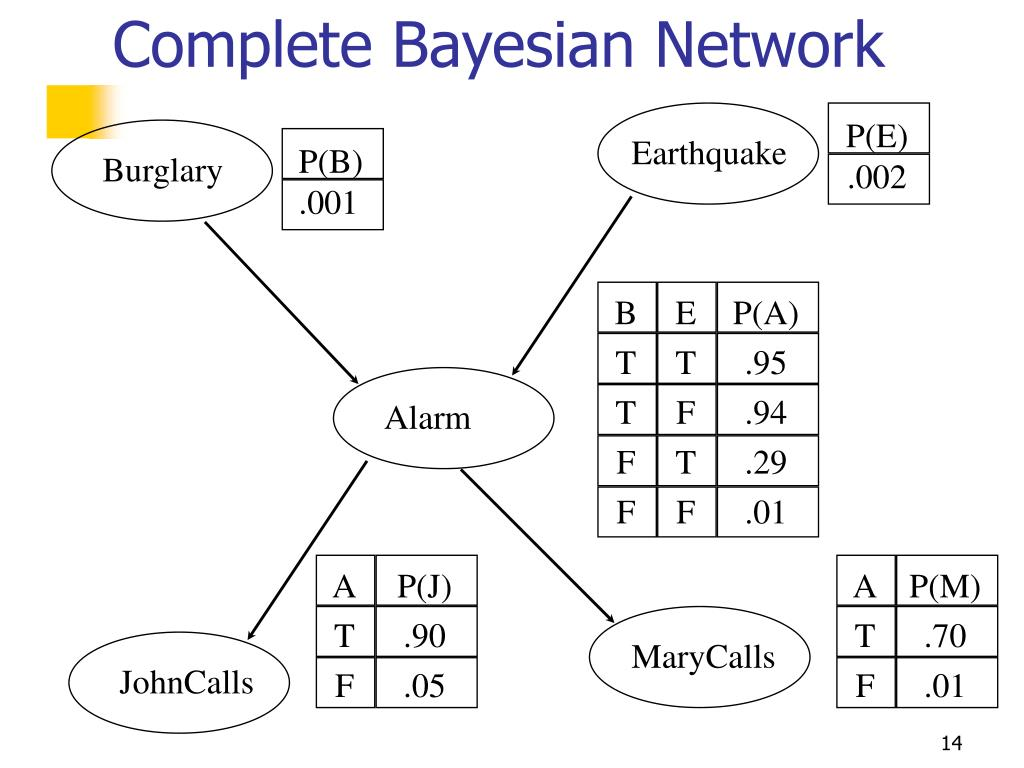 Complete Bayesian Network
Burglary
P(B)
.001
Earthquake
P(E)
.002
B E P(A)
T T .95
T F .94
F T .29
F F .01
Alarm
A P(J)
T .90
F .05
JohnCalls
A P(M)
T .70
F .01
MaryCalls
14